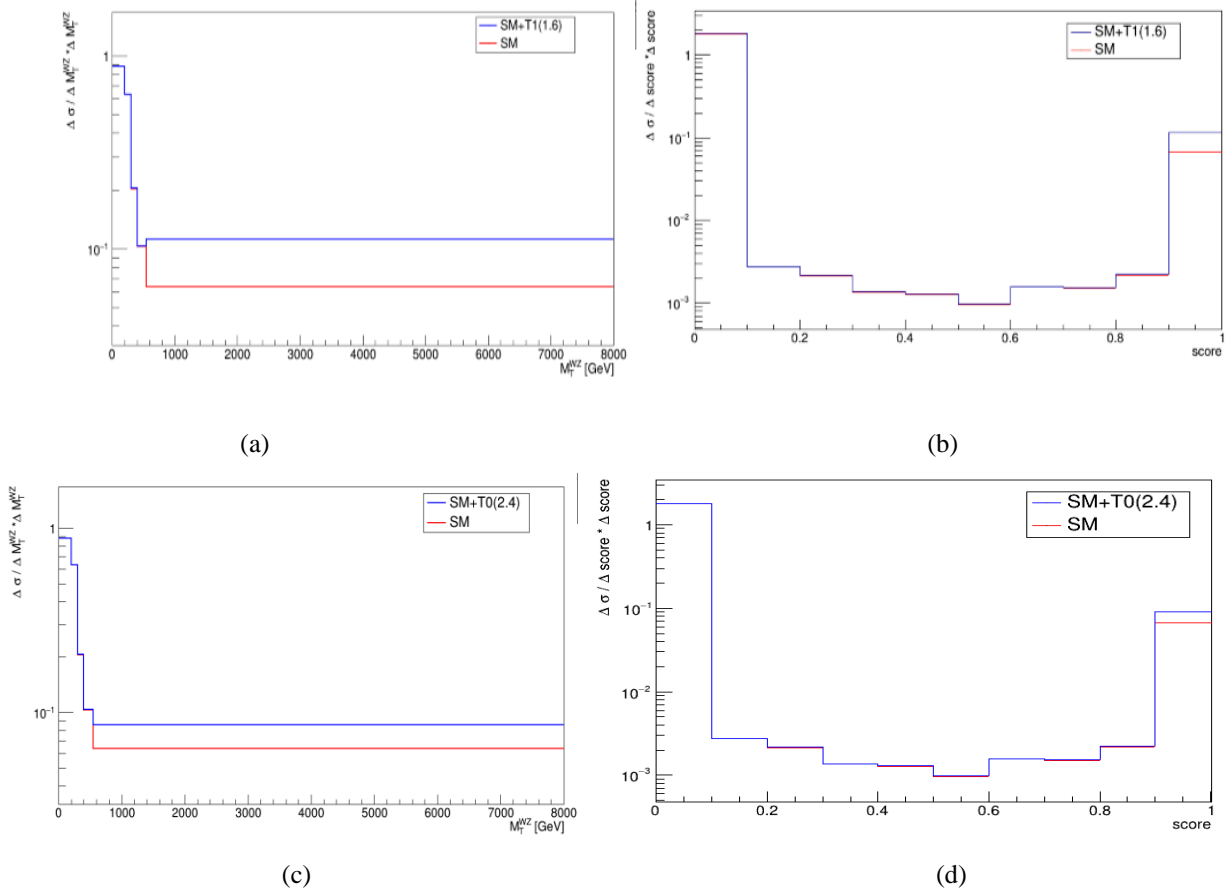 Δ σ / Δ M_T^WZ * Δ M_T^WZ
1
10^-1
SM+T1(1.6)
SM
0 1000 2000 3000 4000 5000 6000 7000 8000
M_T^WZ [GeV]
(a)
Δ σ / Δ score * Δ score
1
10^-1
10^-2
10^-3
SM+T1(1.6)
SM
0 0.2 0.4 0.6 0.8 1
score
(b)
Δ σ / Δ M_T^WZ * Δ M_T^WZ
1
10^-1
SM+T0(2.4)
SM
0 1000 2000 3000 4000 5000 6000 7000 8000
M_T^WZ [GeV]
(c)
Δ σ / Δ score * Δ score
1
10^-1
10^-2
10^-3
SM+T0(2.4)
SM
0 0.2 0.4 0.6 0.8 1
score
(d)